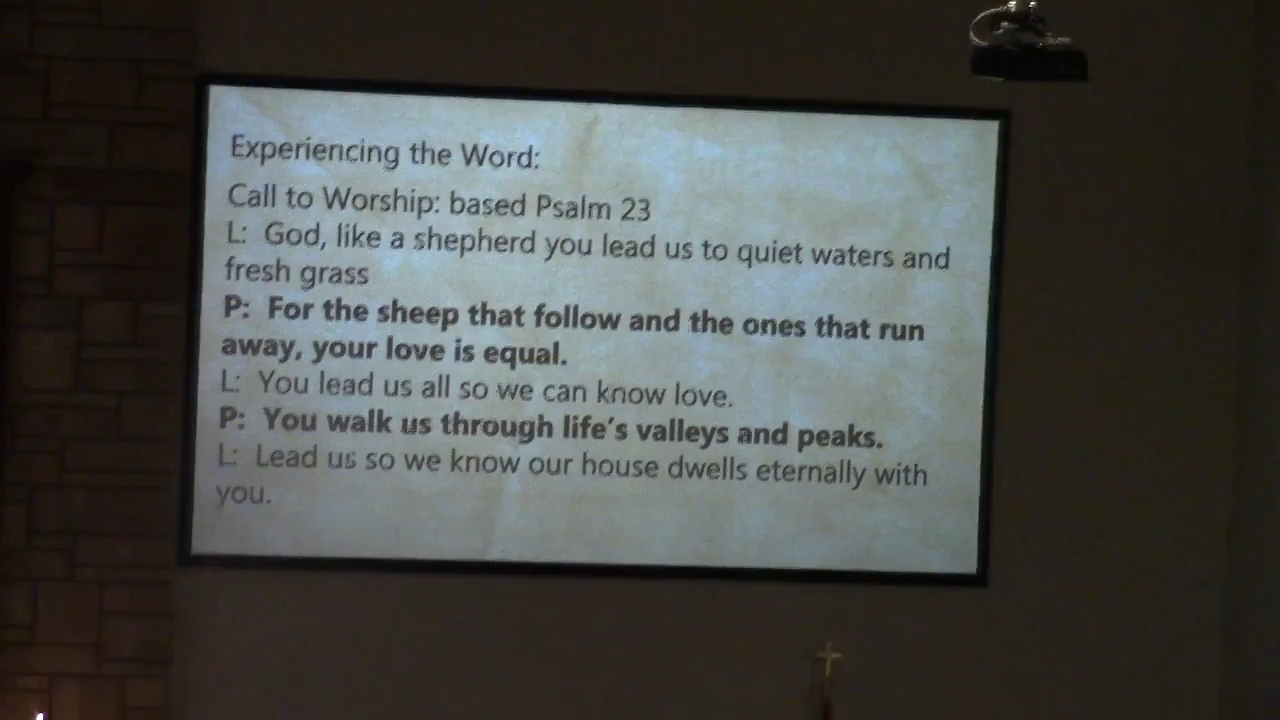 Experiencing the Word:
Call to Worship: based Psalm 23
L: God, like a shepherd you lead us to quiet waters and
fresh grass
P: For the sheep that follow and the ones that run
away, your love is equal.
L: You lead us all so we can know love.
P: You walk us through life's valleys and peaks.
L: Lead us so we know our house dwells eternally with
you.